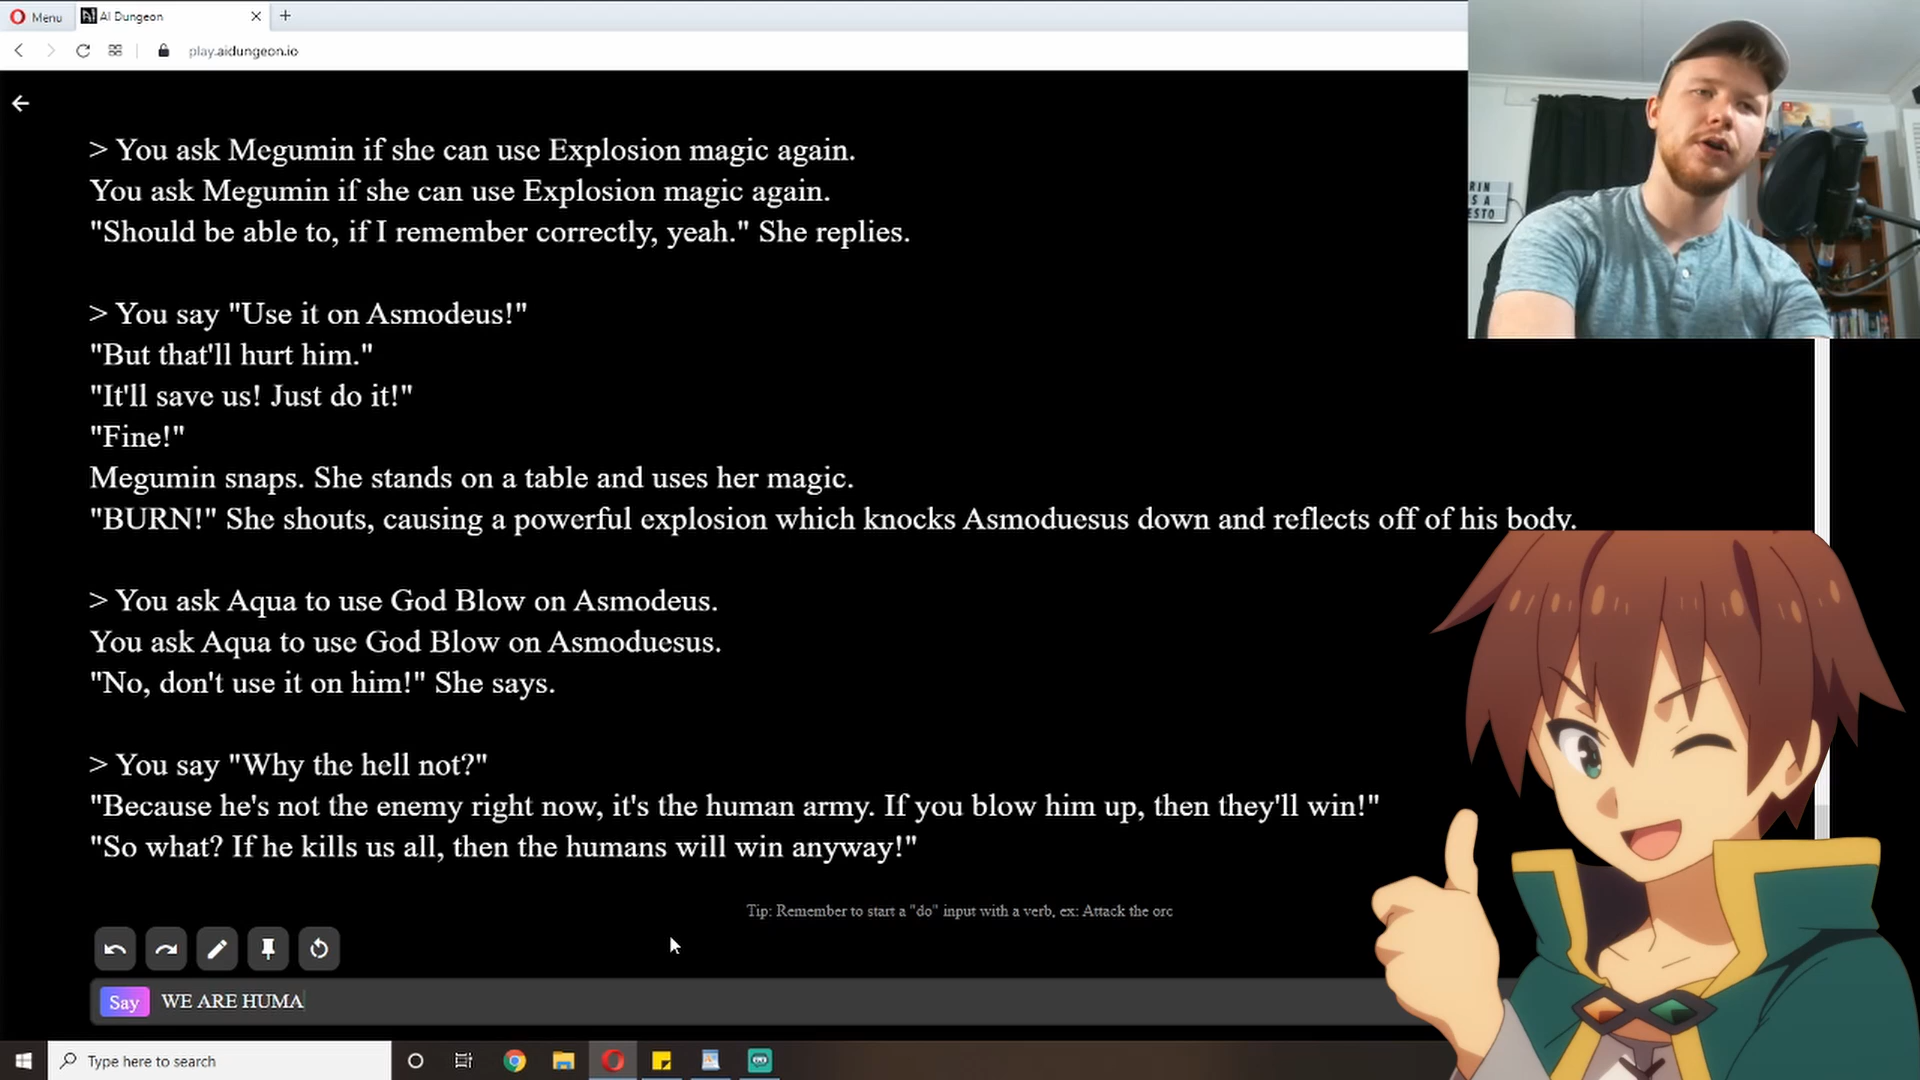 Menu
AI Dungeon
play.aidungeon.io
> You ask Megumin if she can use Explosion magic again.
You ask Megumin if she can use Explosion magic again.
"Should be able to, if I remember correctly, yeah." She replies.
> You say "Use it on Asmodeus!"
"But that'll hurt him."
"It'll save us! Just do it!"
"Fine!"
Megumin snaps. She stands on a table and uses her magic.
"BURN!" She shouts, causing a powerful explosion which knocks Asmoduesus down and reflects off of his body.
> You ask Aqua to use God Blow on Asmodeus.
You ask Aqua to use God Blow on Asmoduesus.
"No, don't use it on him!" She says.
> You say "Why the hell not?"
"Because he's not the enemy right now, it's the human army. If you blow him up, then they'll win!"
"So what? If he kills us all, then the humans will win anyway!"
Tip: Remember to start a "do" input with a verb, ex: Attack the orc
Say WE ARE HUMA
Type here to search
RIN
S A
ESTO